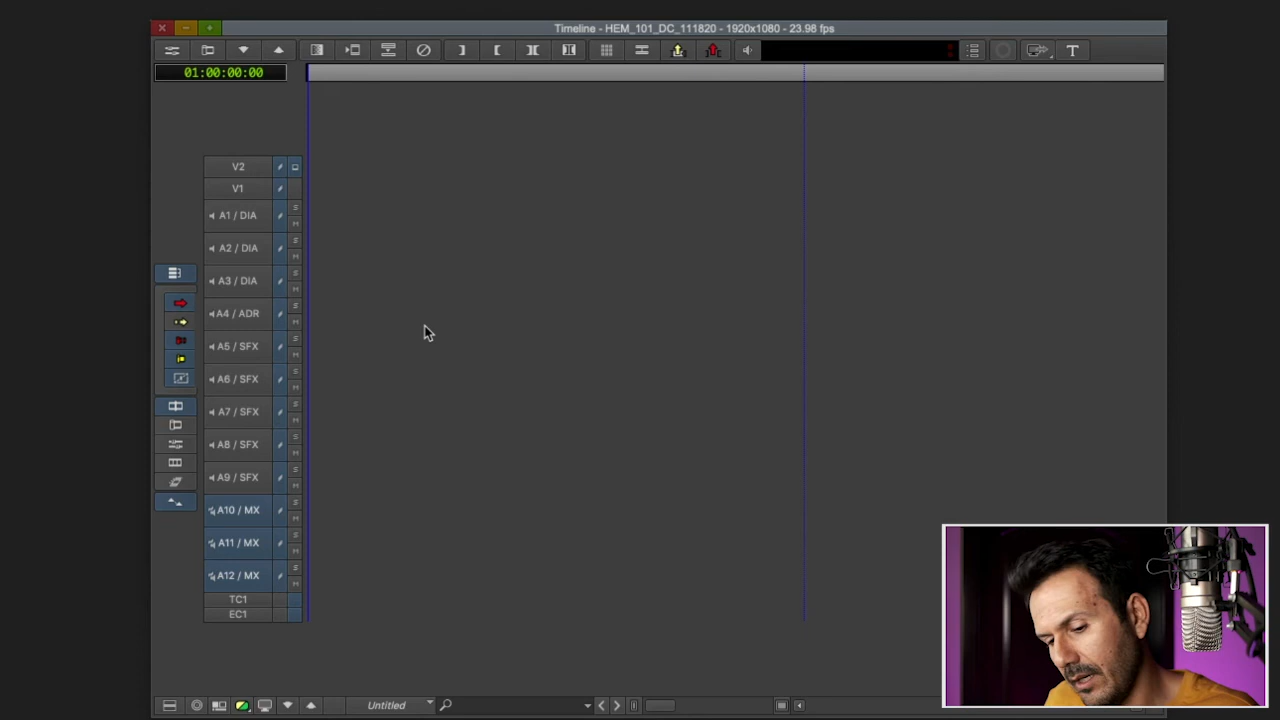 Timeline - HEM_101_DC_111820 - 1920x1080 - 23.98 fps
T
01:00:00:00
V2
V1
A1 / DIA
S
M
A2 / DIA
S
M
A3 / DIA
S
M
A4 / ADR
S
M
A5 / SFX
S
M
A6 / SFX
S
M
A7 / SFX
S
M
A8 / SFX
S
M
A9 / SFX
S
M
A10 / MX
S
M
A11 / MX
S
M
A12 / MX
S
M
TC1
EC1
Untitled